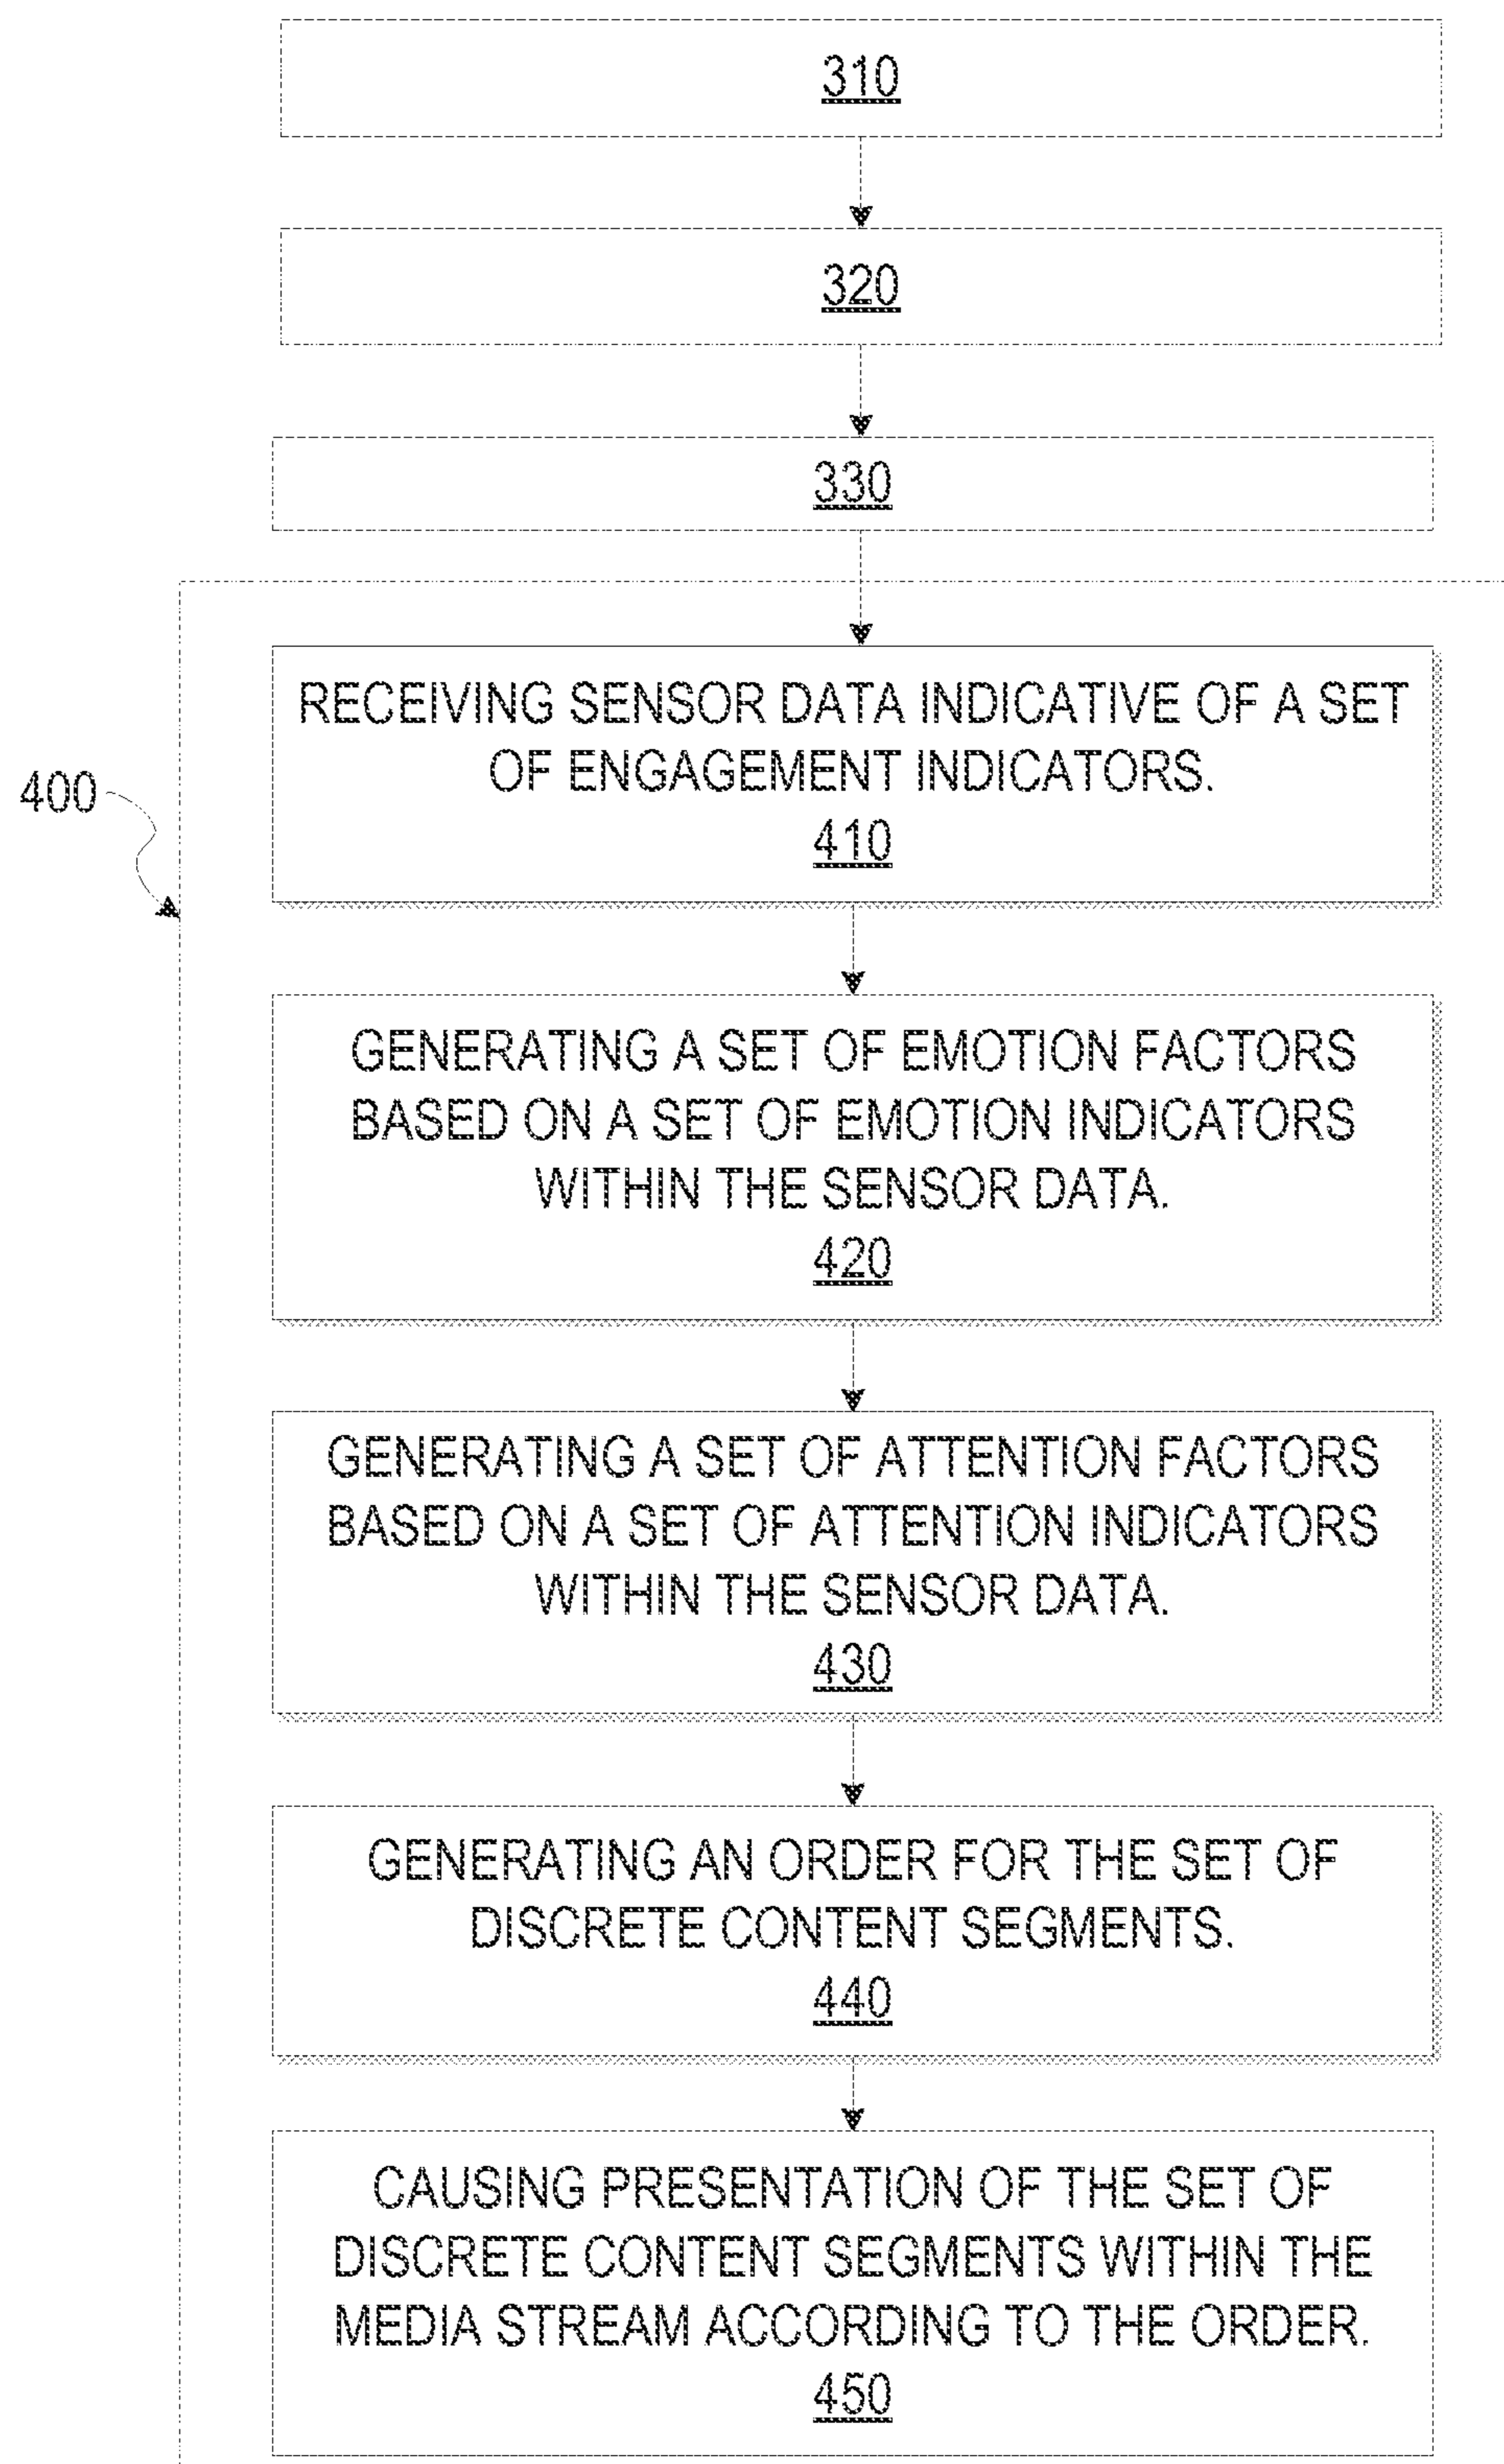 310
320
330
400
RECEIVING SENSOR DATA INDICATIVE OF A SET
OF ENGAGEMENT INDICATORS.
410
GENERATING A SET OF EMOTION FACTORS
BASED ON A SET OF EMOTION INDICATORS
WITHIN THE SENSOR DATA.
420
GENERATING A SET OF ATTENTION FACTORS
BASED ON A SET OF ATTENTION INDICATORS
WITHIN THE SENSOR DATA.
430
GENERATING AN ORDER FOR THE SET OF
DISCRETE CONTENT SEGMENTS.
440
CAUSING PRESENTATION OF THE SET OF
DISCRETE CONTENT SEGMENTS WITHIN THE
MEDIA STREAM ACCORDING TO THE ORDER.
450